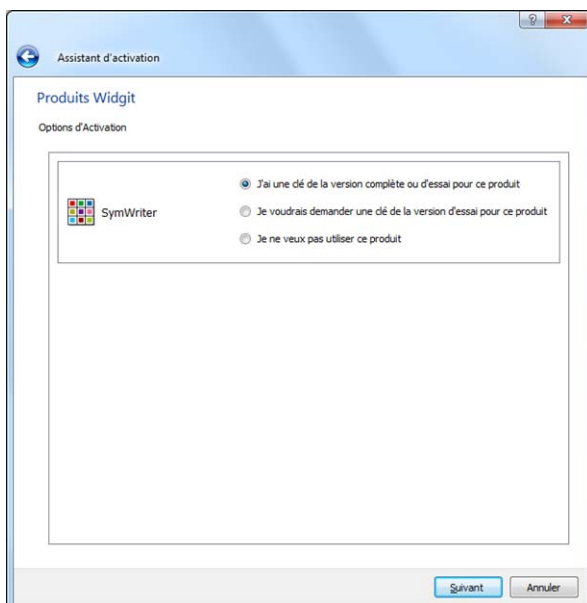 Assistant d'activation
Produits Widgit
Options d'Activation
J'ai une clé de la version complète ou d'essai pour ce produit
SymWriter
Je voudrais demander une clé de la version d'essai pour ce produit
Je ne veux pas utiliser ce produit
Suivant
Annuler